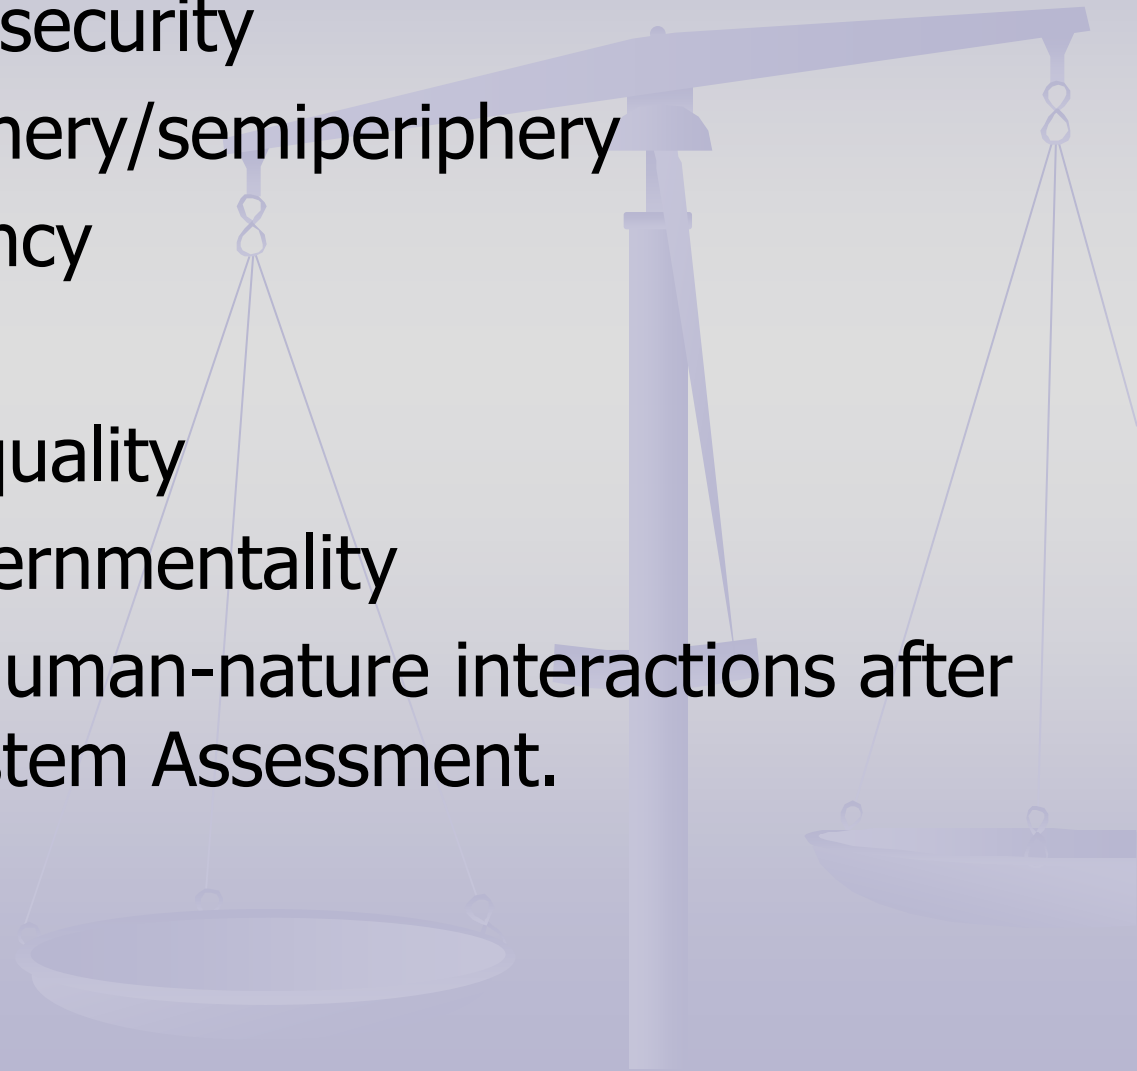 security
hery/semiperiphery
ncy
quality
ernmentality
uman-nature interactions after
stem Assessment.